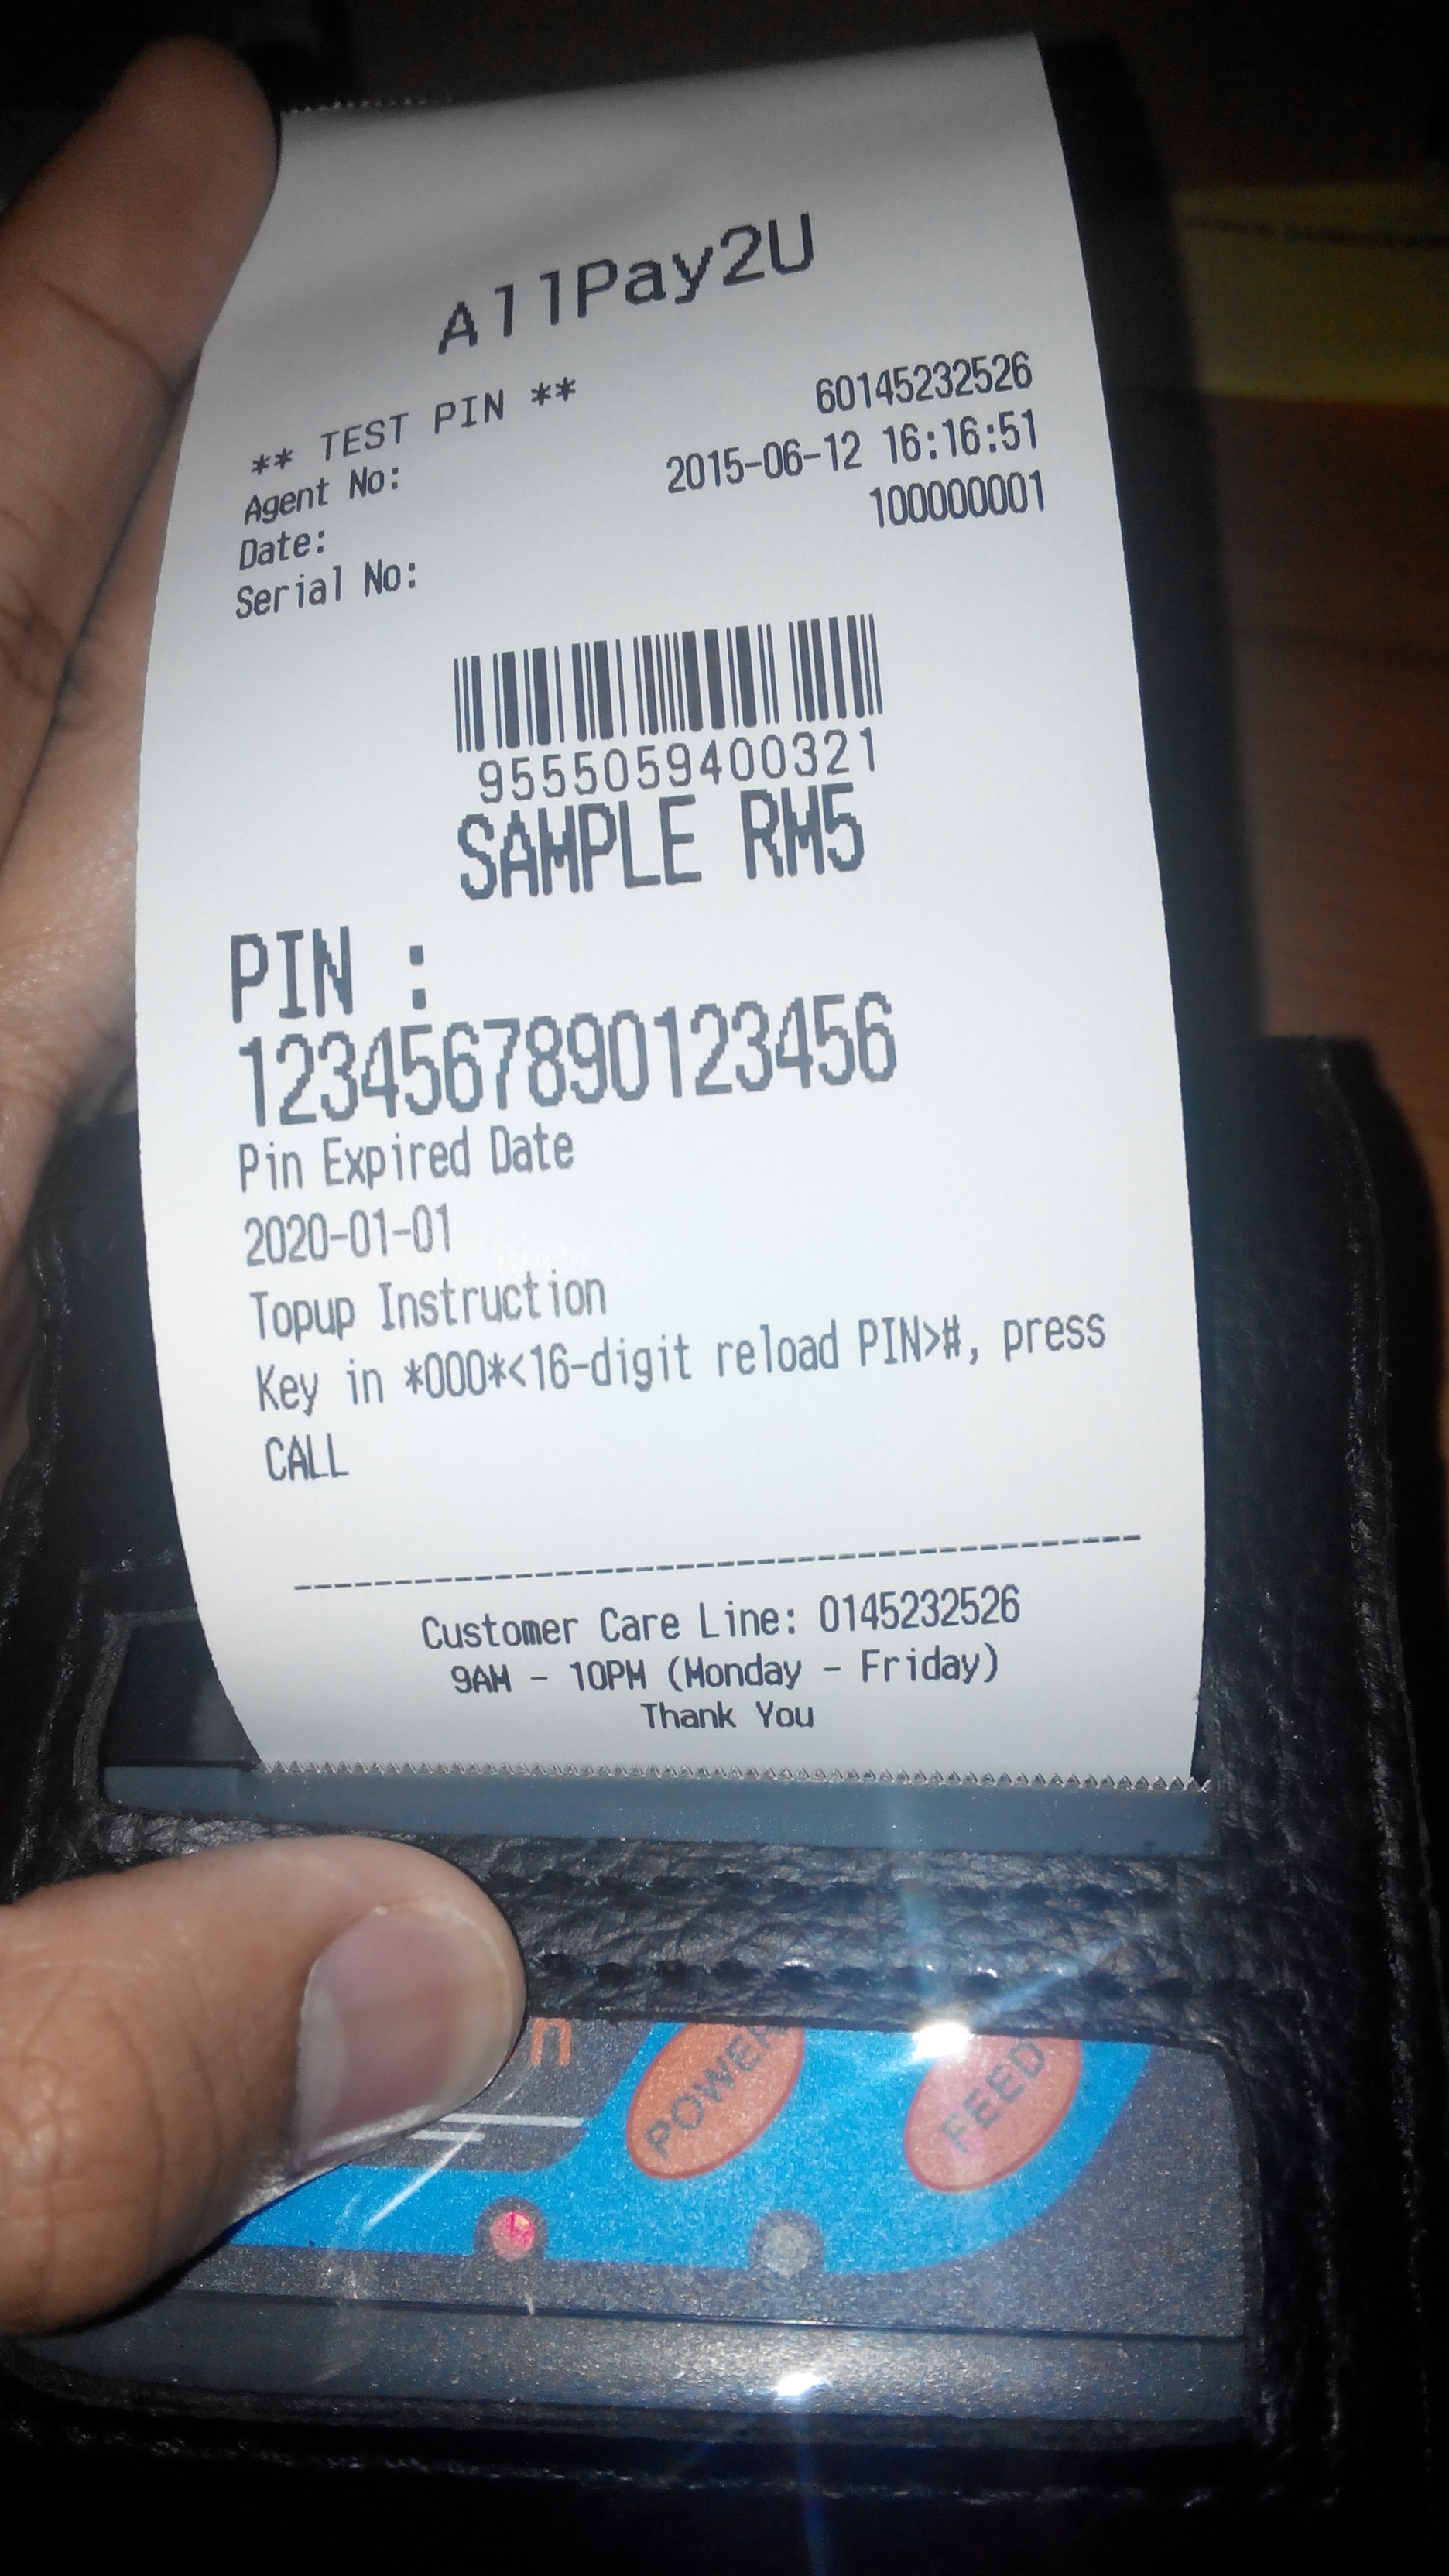 AllPay2U
** TEST PIN **
Agent No: 60145232526
Date: 2015-06-12 16:16:51
Serial No: 100000001
9555059400321
SAMPLE RM5
PIN :
1234567890123456
Pin Expired Date
2020-01-01
Topup Instruction
Key in *000*<16-digit reload PIN>#, press
CALL
Customer Care Line: 0145232526
9AM - 10PM (Monday - Friday)
Thank You
POWER FEED